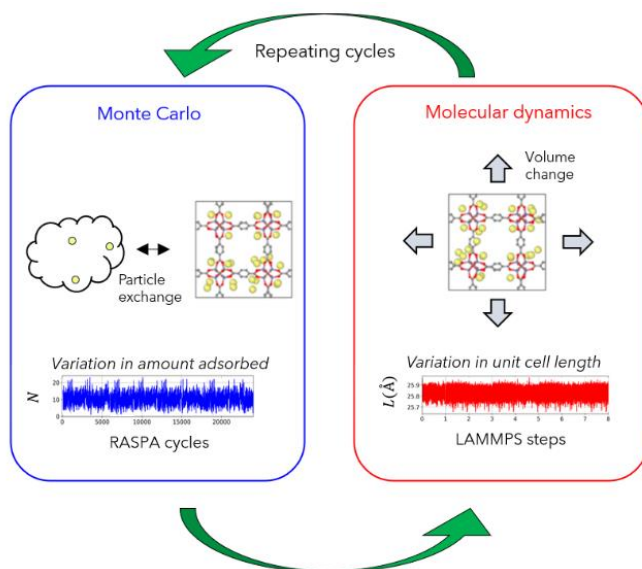 Repeating cycles
Monte Carlo
Particle
exchange
Variation in amount adsorbed
N
20
10
0
0
5000
10000
15000
20000
RASPA cycles
Molecular dynamics
Volume
change
Variation in unit cell length
L(Å)
25.9
25.8
25.7
0
1
2
3
4
5
6
7
8
LAMMPS steps